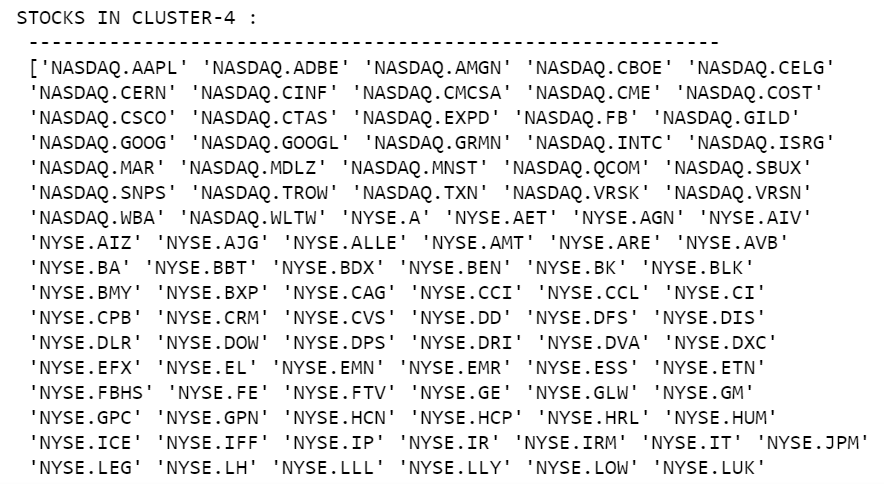 STOCKS IN CLUSTER-4 :
------------------------------------------------------------
['NASDAQ.AAPL' 'NASDAQ.ADBE' 'NASDAQ.AMGN' 'NASDAQ.CBOE' 'NASDAQ.CELG'
'NASDAQ.CERN' 'NASDAQ.CINF' 'NASDAQ.CMCSA' 'NASDAQ.CME' 'NASDAQ.COST'
'NASDAQ.CSCO' 'NASDAQ.CTAS' 'NASDAQ.EXPD' 'NASDAQ.FB' 'NASDAQ.GILD'
'NASDAQ.GOOG' 'NASDAQ.GOOGL' 'NASDAQ.GRMN' 'NASDAQ.INTC' 'NASDAQ.ISRG'
'NASDAQ.MAR' 'NASDAQ.MDLZ' 'NASDAQ.MNST' 'NASDAQ.QCOM' 'NASDAQ.SBUX'
'NASDAQ.SNPS' 'NASDAQ.TROW' 'NASDAQ.TXN' 'NASDAQ.VRSK' 'NASDAQ.VRSN'
'NASDAQ.WBA' 'NASDAQ.WLTW' 'NYSE.A' 'NYSE.AET' 'NYSE.AGN' 'NYSE.AIV'
'NYSE.AIZ' 'NYSE.AJG' 'NYSE.ALLE' 'NYSE.AMT' 'NYSE.ARE' 'NYSE.AVB'
'NYSE.BA' 'NYSE.BBT' 'NYSE.BDX' 'NYSE.BEN' 'NYSE.BK' 'NYSE.BLK'
'NYSE.BMY' 'NYSE.BXP' 'NYSE.CAG' 'NYSE.CCI' 'NYSE.CCL' 'NYSE.CI'
'NYSE.CPB' 'NYSE.CRM' 'NYSE.CVS' 'NYSE.DD' 'NYSE.DFS' 'NYSE.DIS'
'NYSE.DLR' 'NYSE.DOW' 'NYSE.DPS' 'NYSE.DRI' 'NYSE.DVA' 'NYSE.DXC'
'NYSE.EFX' 'NYSE.EL' 'NYSE.EMN' 'NYSE.EMR' 'NYSE.ESS' 'NYSE.ETN'
'NYSE.FBHS' 'NYSE.FE' 'NYSE.FTV' 'NYSE.GE' 'NYSE.GLW' 'NYSE.GM'
'NYSE.GPC' 'NYSE.GPN' 'NYSE.HCN' 'NYSE.HCP' 'NYSE.HRL' 'NYSE.HUM'
'NYSE.ICE' 'NYSE.IFF' 'NYSE.IP' 'NYSE.IR' 'NYSE.IRM' 'NYSE.IT' 'NYSE.JPM'
'NYSE.LEG' 'NYSE.LH' 'NYSE.LLL' 'NYSE.LLY' 'NYSE.LOW' 'NYSE.LUK'